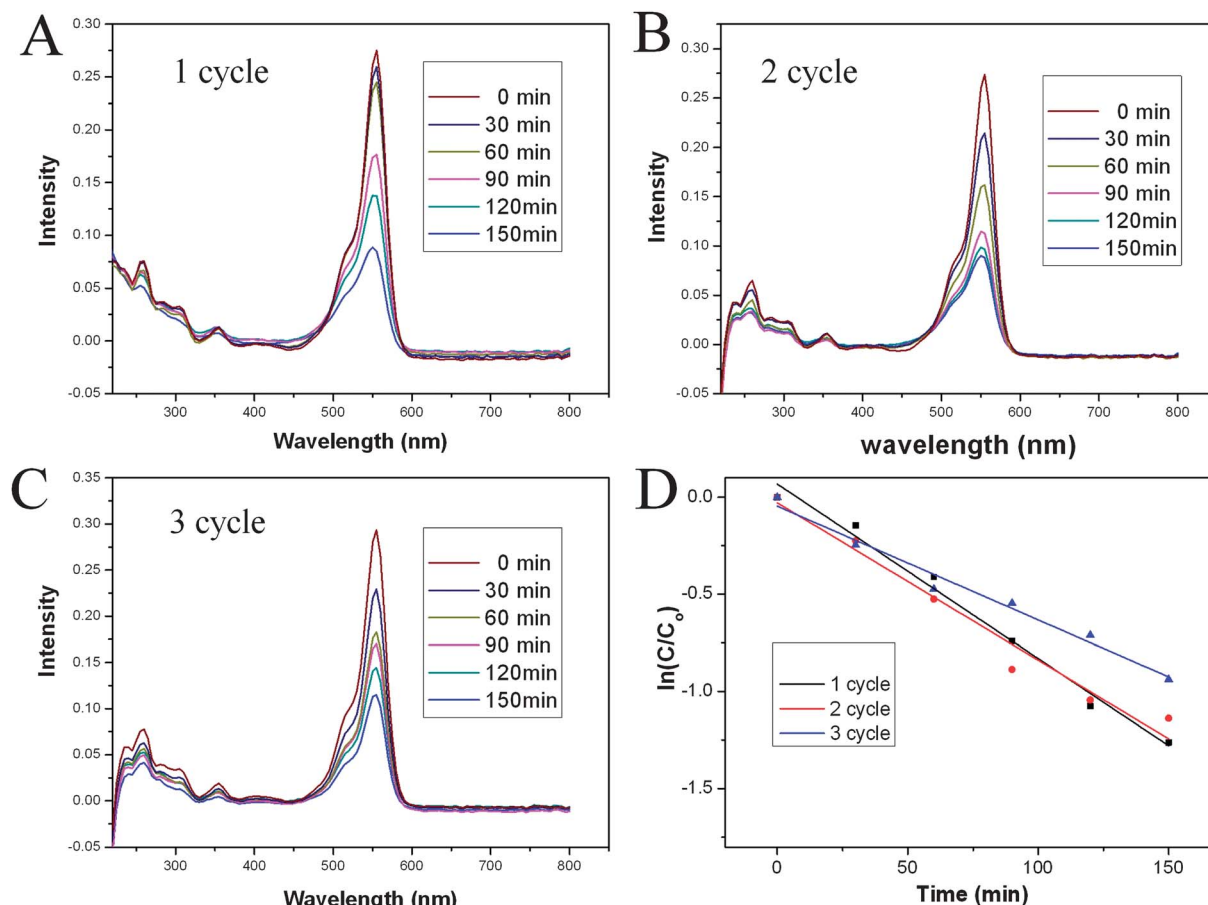 A
1 cycle
0.30
0.25
0.20
0.15
0.10
0.05
0.00
-0.05
Intensity
0 min
30 min
60 min
90 min
120min
150min
300
400
500
600
700
800
Wavelength (nm)
B
2 cycle
0.30
0.25
0.20
0.15
0.10
0.05
0.00
-0.05
Intensity
0 min
30 min
60 min
90 min
120min
150min
300
400
500
600
700
800
wavelength (nm)
C
3 cycle
0.35
0.30
0.25
0.20
0.15
0.10
0.05
0.00
-0.05
Intensity
0 min
30 min
60 min
90 min
120min
150min
300
400
500
600
700
800
Wavelength (nm)
D
0.0
-0.5
-1.0
-1.5
ln(C/Co)
1 cycle
2 cycle
3 cycle
0
50
100
150
Time (min)